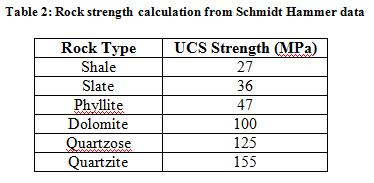 Table 2: Rock strength calculation from Schmidt Hammer data
Rock Type UCS Strength (MPa)
Shale 27
Slate 36
Phyllite 47
Dolomite 100
Quartzose 125
Quartzite 155